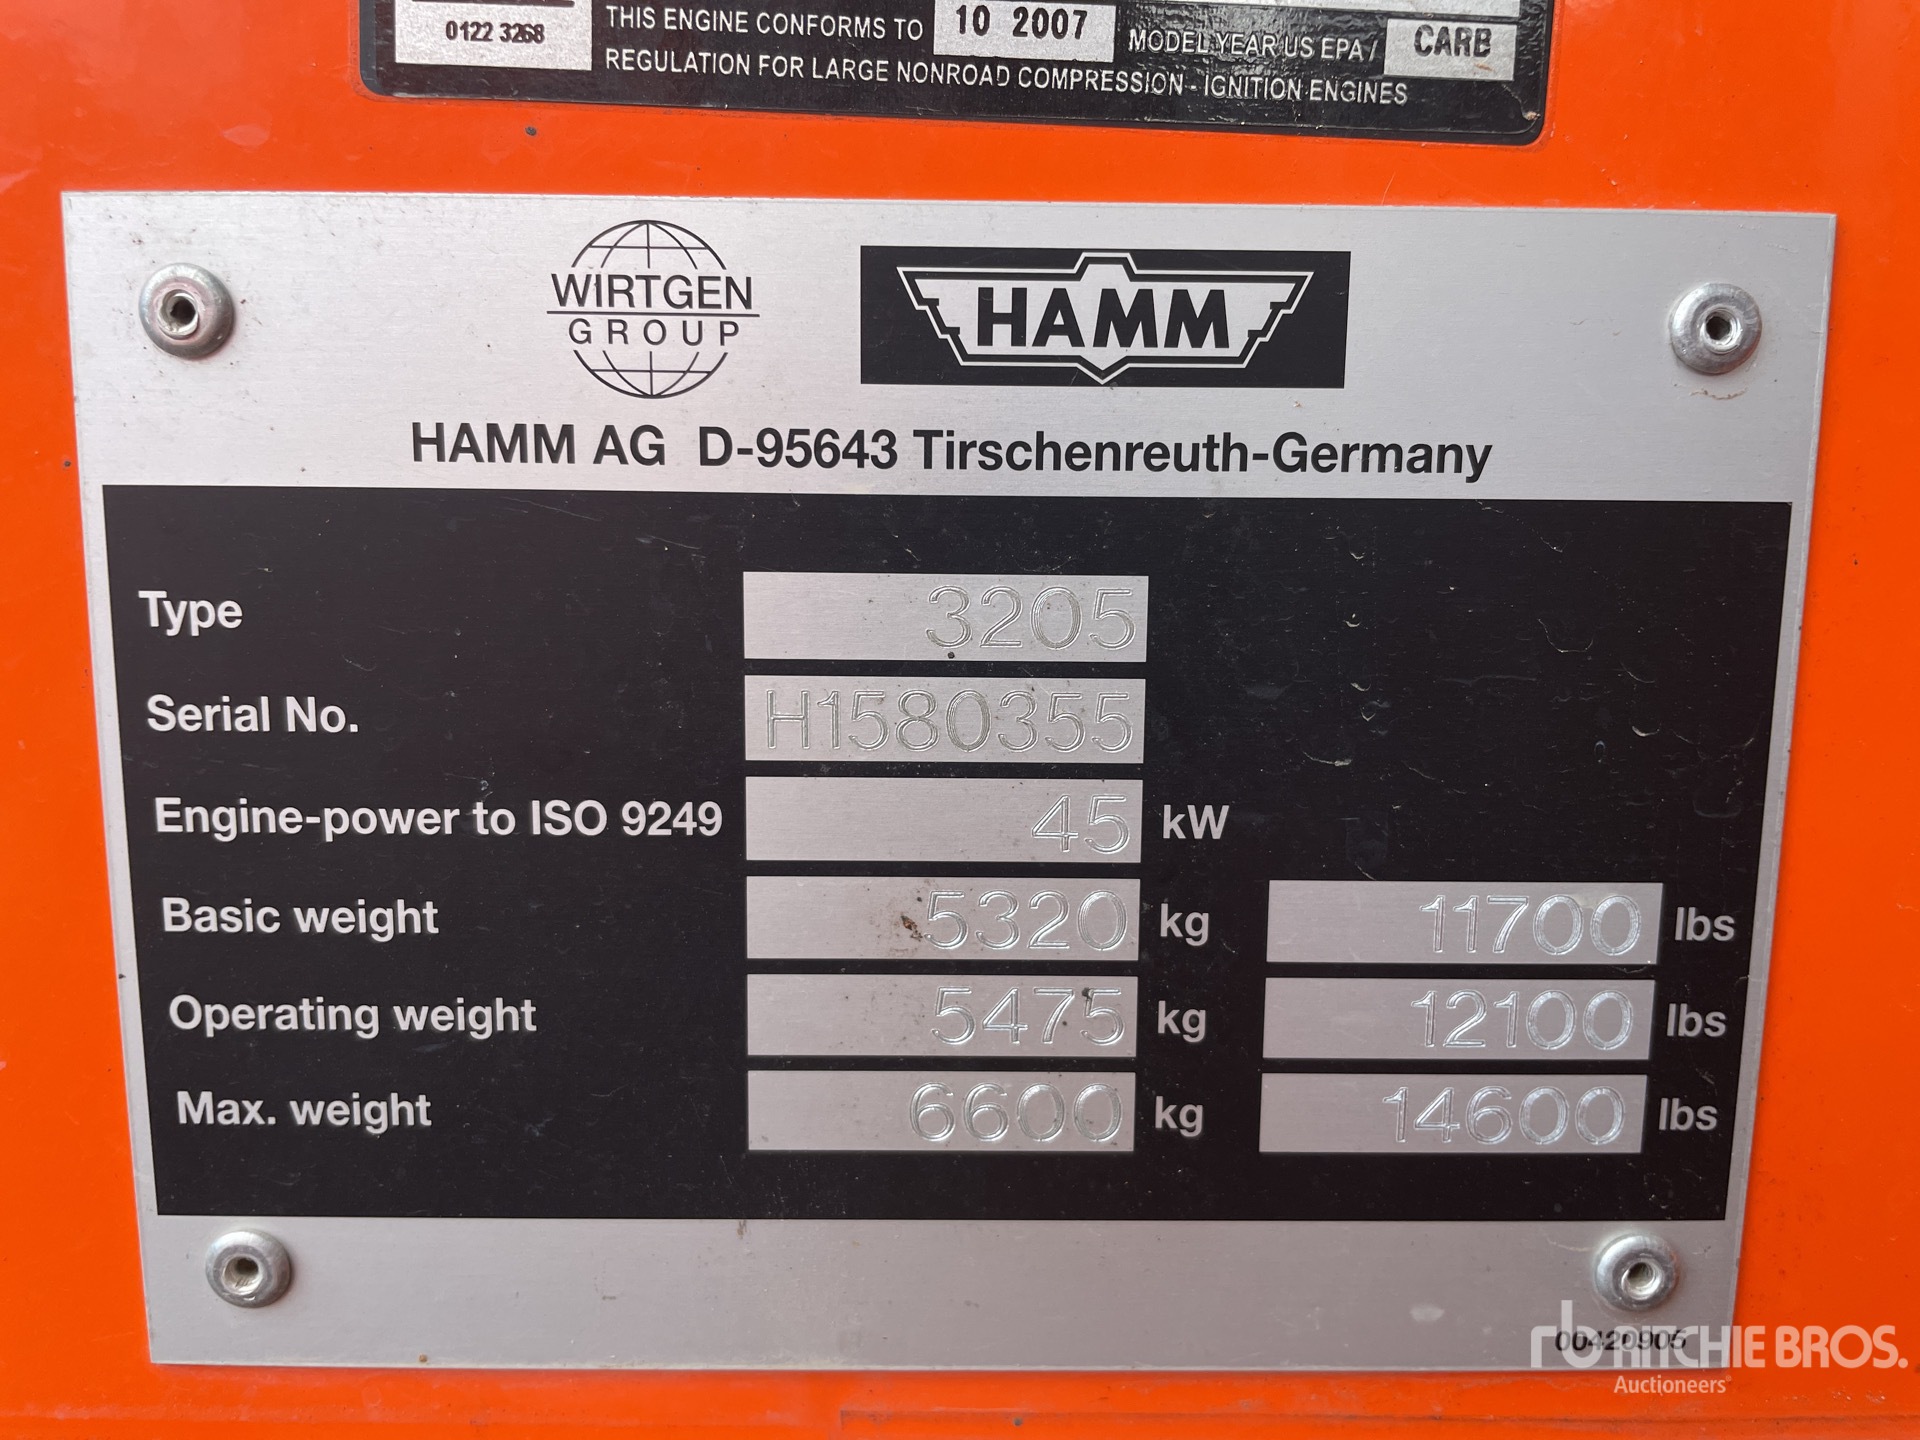 0122 3268
THIS ENGINE CONFORMS TO 10 2007 MODEL YEAR US EPA / CARB
REGULATION FOR LARGE NONROAD COMPRESSION - IGNITION ENGINES
WIRTGEN
GROUP
HAMM
HAMM AG D-95643 Tirschenreuth-Germany
Type 3205
Serial No. H1580355
Engine-power to ISO 9249 45 kW
Basic weight 5320 kg 11700 lbs
Operating weight 5475 kg 12100 lbs
Max. weight 6600 kg 14600 lbs
00420905
rb RITCHIE BROS.
Auctioneers